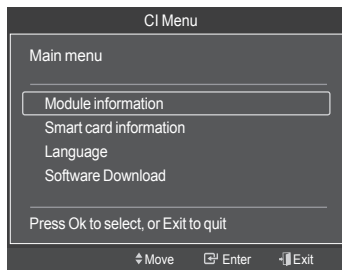 CI Menu
Main menu
Module information
Smart card information
Language
Software Download
Press Ok to select, or Exit to quit
Move Enter Exit